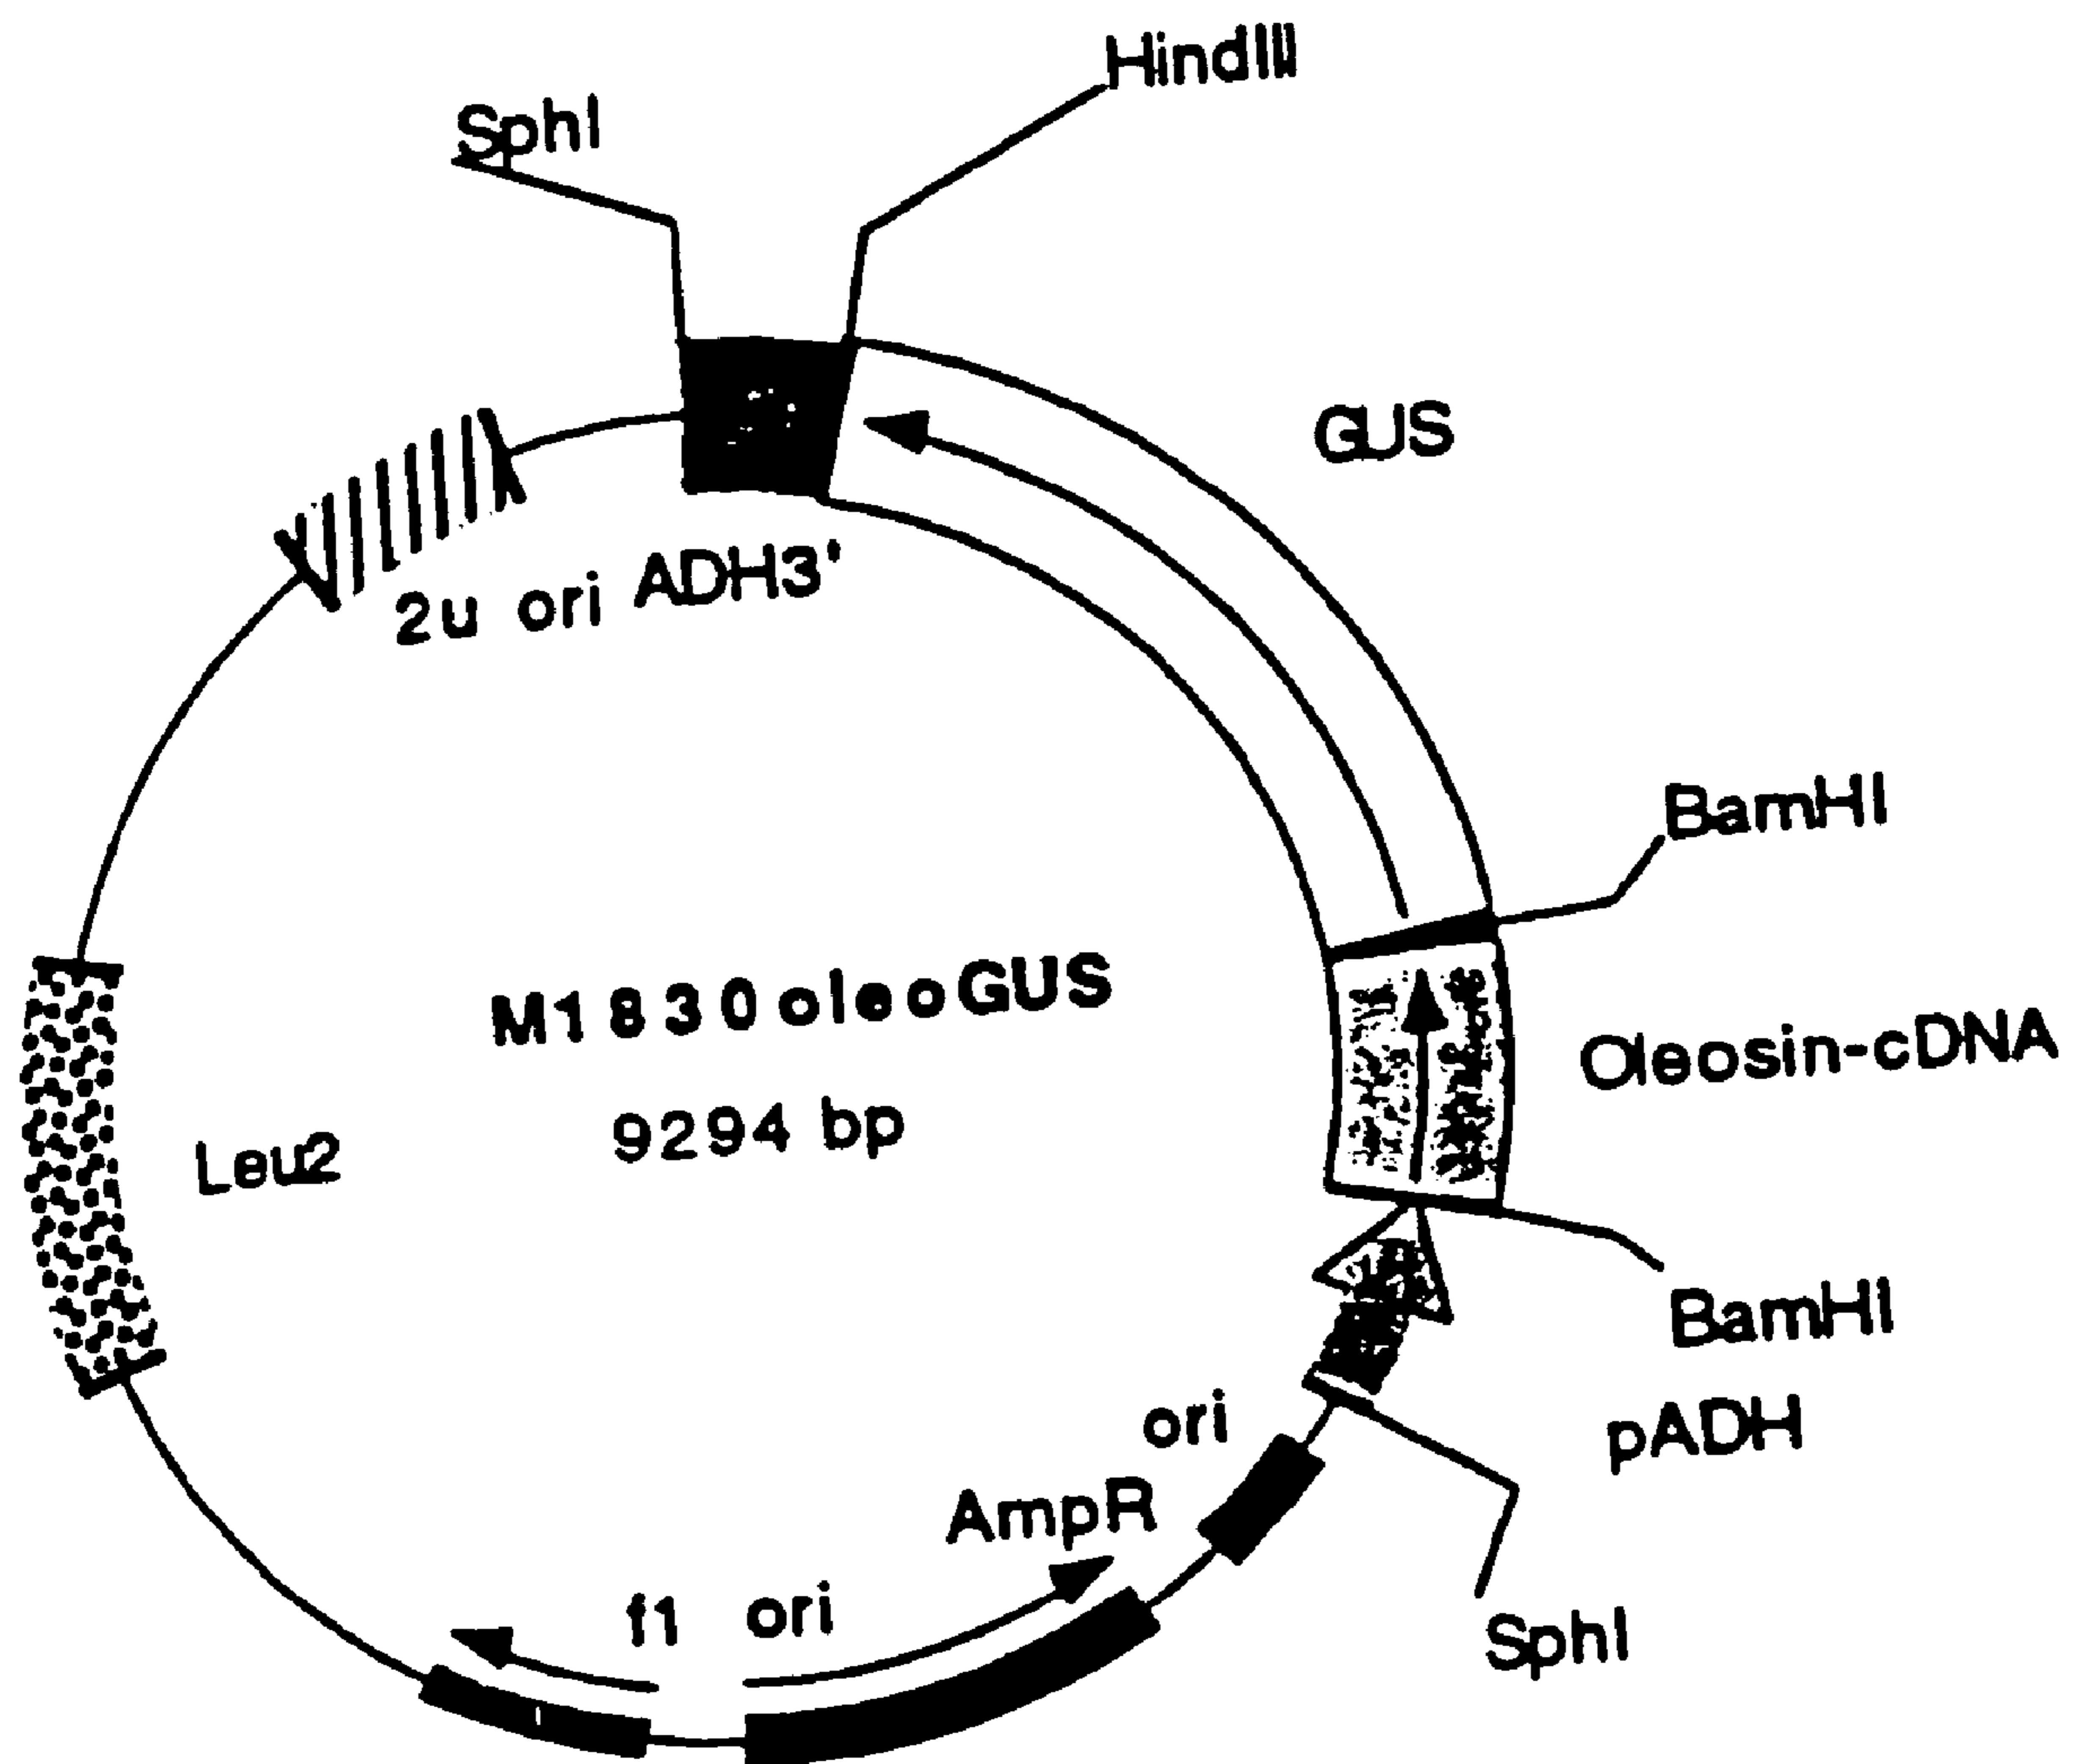 HindIII
SphI
GUS
2u ori ADH3'
BamHI
M1830oleoGUS
Oleosin-cDNA
9294 bp
Leu2
BamHI
pADH
ori
AmpR
f1 ori
SphI